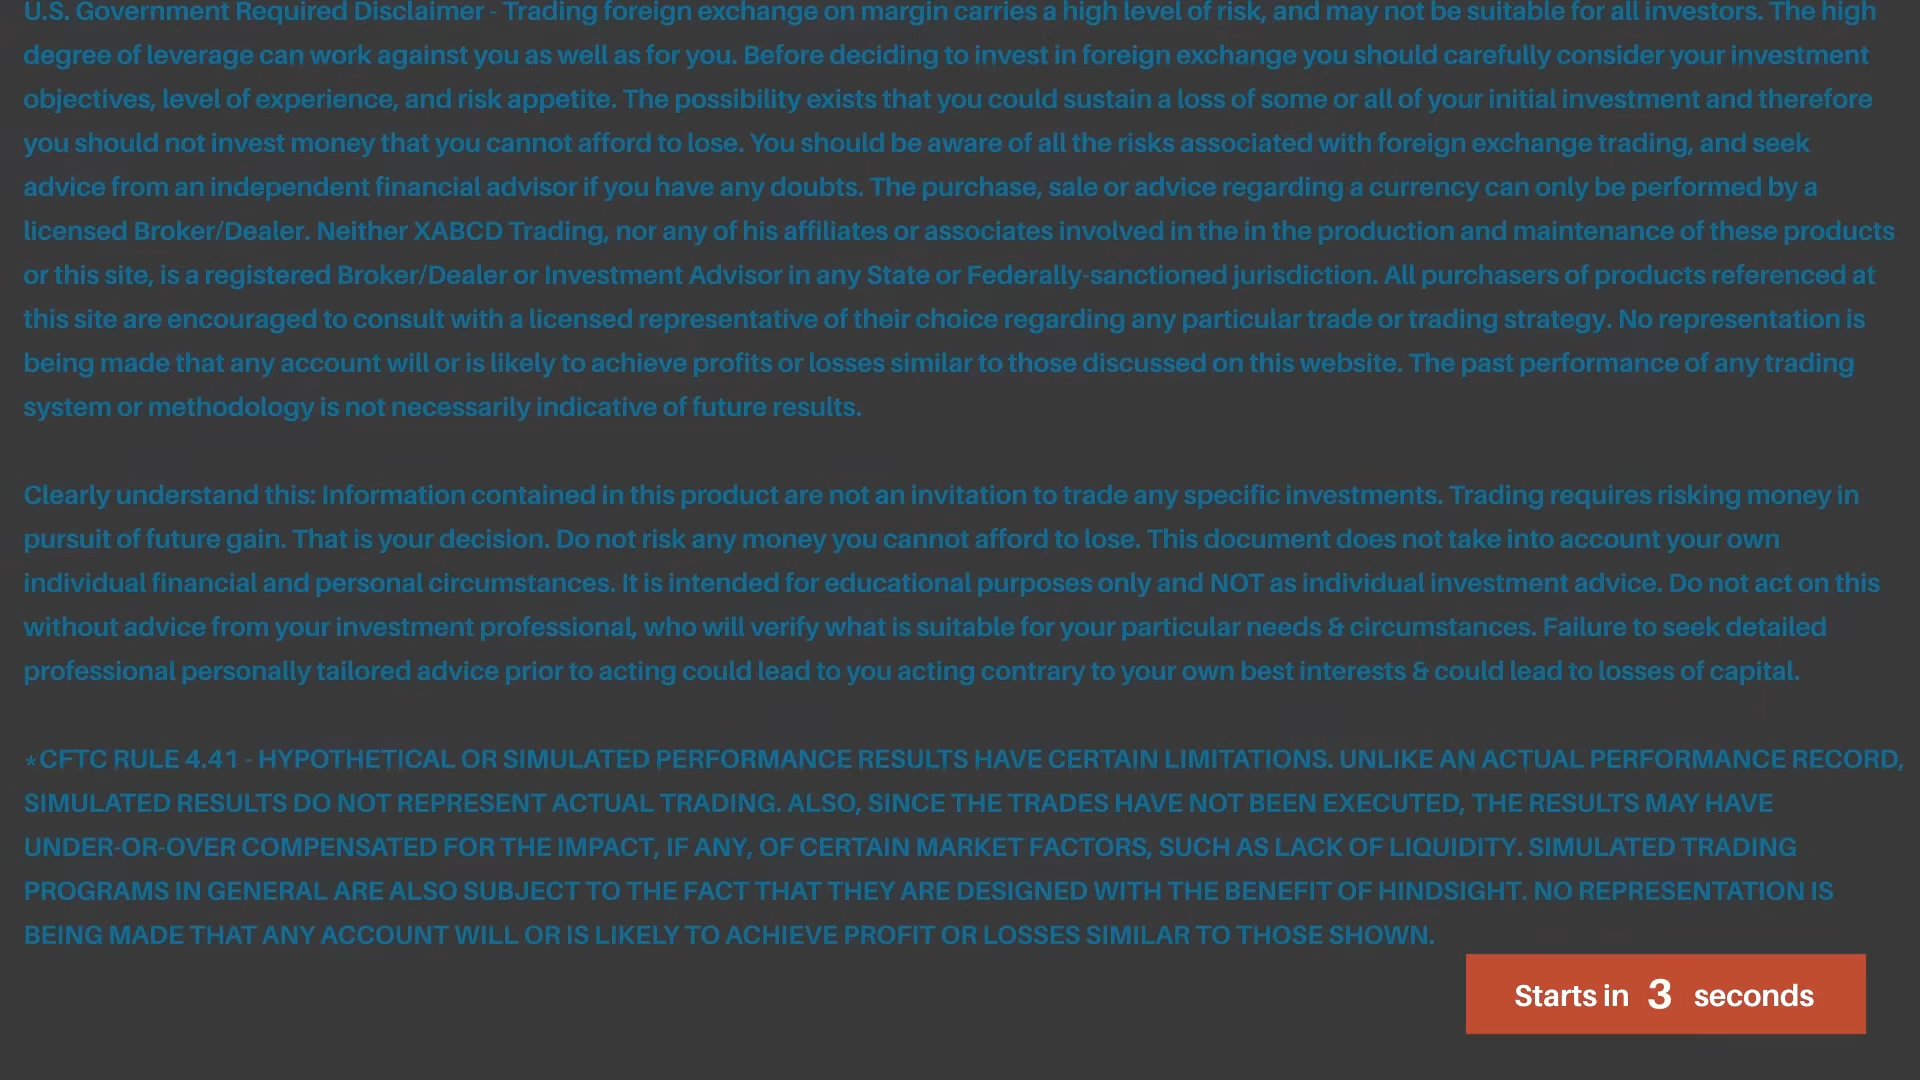 U.S. Government Required Disclaimer - Trading foreign exchange on margin carries a high level of risk, and may not be suitable for all investors. The high
degree of leverage can work against you as well as for you. Before deciding to invest in foreign exchange you should carefully consider your investment
objectives, level of experience, and risk appetite. The possibility exists that you could sustain a loss of some or all of your initial investment and therefore
you should not invest money that you cannot afford to lose. You should be aware of all the risks associated with foreign exchange trading, and seek
advice from an independent financial advisor if you have any doubts. The purchase, sale or advice regarding a currency can only be performed by a
licensed Broker/Dealer. Neither XABCD Trading, nor any of his affiliates or associates involved in the in the production and maintenance of these products
or this site, is a registered Broker/Dealer or Investment Advisor in any State or Federally-sanctioned jurisdiction. All purchasers of products referenced at
this site are encouraged to consult with a licensed representative of their choice regarding any particular trade or trading strategy. No representation is
being made that any account will or is likely to achieve profits or losses similar to those discussed on this website. The past performance of any trading
system or methodology is not necessarily indicative of future results.
Clearly understand this: Information contained in this product are not an invitation to trade any specific investments. Trading requires risking money in
pursuit of future gain. That is your decision. Do not risk any money you cannot afford to lose. This document does not take into account your own
individual financial and personal circumstances. It is intended for educational purposes only and NOT as individual investment advice. Do not act on this
without advice from your investment professional, who will verify what is suitable for your particular needs & circumstances. Failure to seek detailed
professional personally tailored advice prior to acting could lead to you acting contrary to your own best interests & could lead to losses of capital.
*CFTC RULE 4.41 - HYPOTHETICAL OR SIMULATED PERFORMANCE RESULTS HAVE CERTAIN LIMITATIONS. UNLIKE AN ACTUAL PERFORMANCE RECORD,
SIMULATED RESULTS DO NOT REPRESENT ACTUAL TRADING. ALSO, SINCE THE TRADES HAVE NOT BEEN EXECUTED, THE RESULTS MAY HAVE
UNDER-OR-OVER COMPENSATED FOR THE IMPACT, IF ANY, OF CERTAIN MARKET FACTORS, SUCH AS LACK OF LIQUIDITY. SIMULATED TRADING
PROGRAMS IN GENERAL ARE ALSO SUBJECT TO THE FACT THAT THEY ARE DESIGNED WITH THE BENEFIT OF HINDSIGHT. NO REPRESENTATION IS
BEING MADE THAT ANY ACCOUNT WILL OR IS LIKELY TO ACHIEVE PROFIT OR LOSSES SIMILAR TO THOSE SHOWN.
Starts in 3 seconds